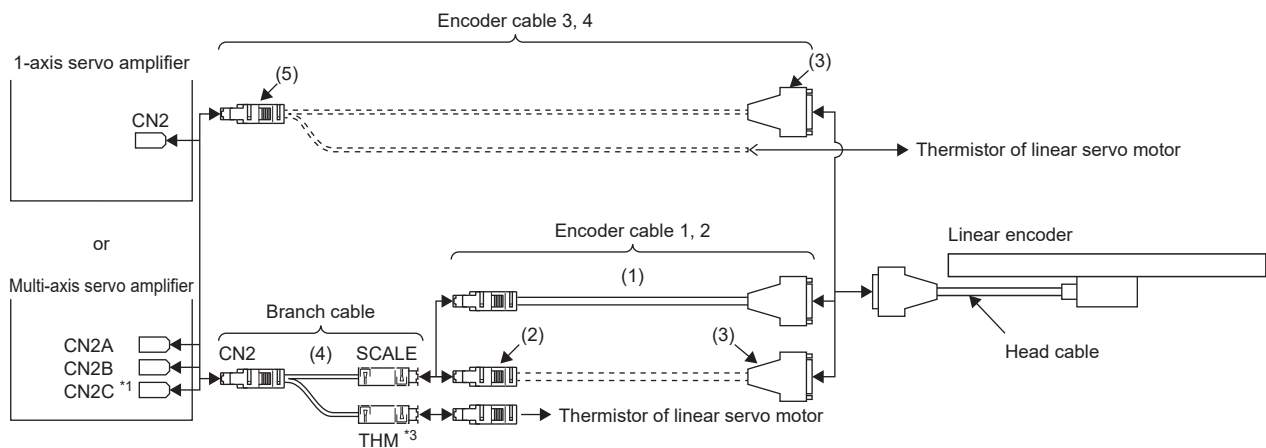 Encoder cable 3, 4
1-axis servo amplifier
(5)
(3)
CN2
Thermistor of linear servo motor
or
Encoder cable 1, 2
Linear encoder
Multi-axis servo amplifier
(1)
Branch cable
CN2A
CN2
(4)
SCALE
(2)
(3)
Head cable
CN2B
CN2C *1
THM *3
Thermistor of linear servo motor